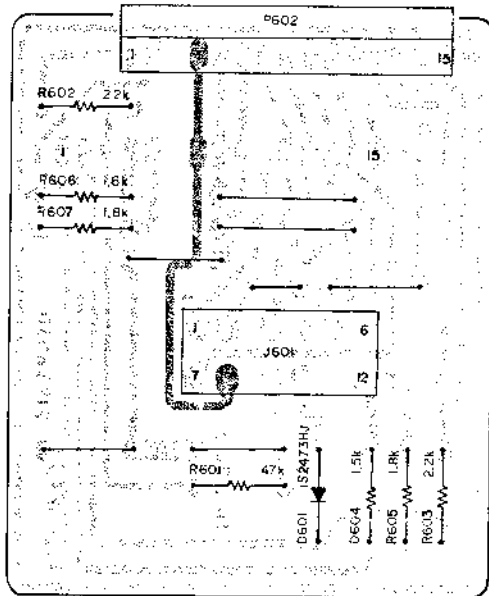 P602
1 15
R602 22k
1 15
R606 1.6k
R607 1.8k
1 6
J601
7 12
R601 47k
D601 1S2473HJ
D604 1.5k
R605 1.8k
R603 2.2k